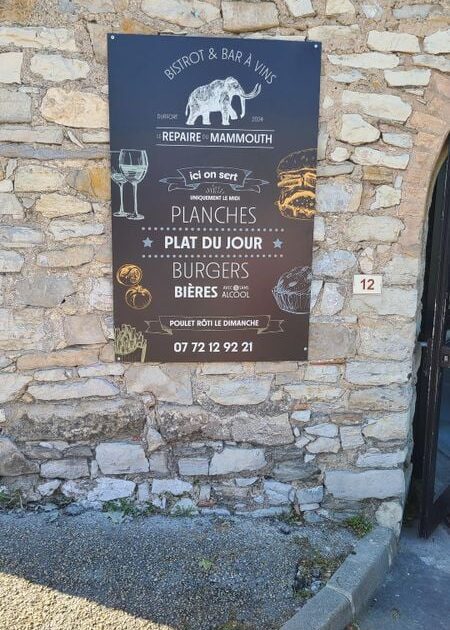 BISTROT & BAR À VINS
DURFORT 2024
LE REPAIRE DU MAMMOUTH
ici on sert
UNIQUEMENT LE MIDI
PLANCHES
PLAT DU JOUR
BURGERS
BIÈRES AVEC OU SANS ALCOOL
POULET RÔTI LE DIMANCHE
07 72 12 92 21
12